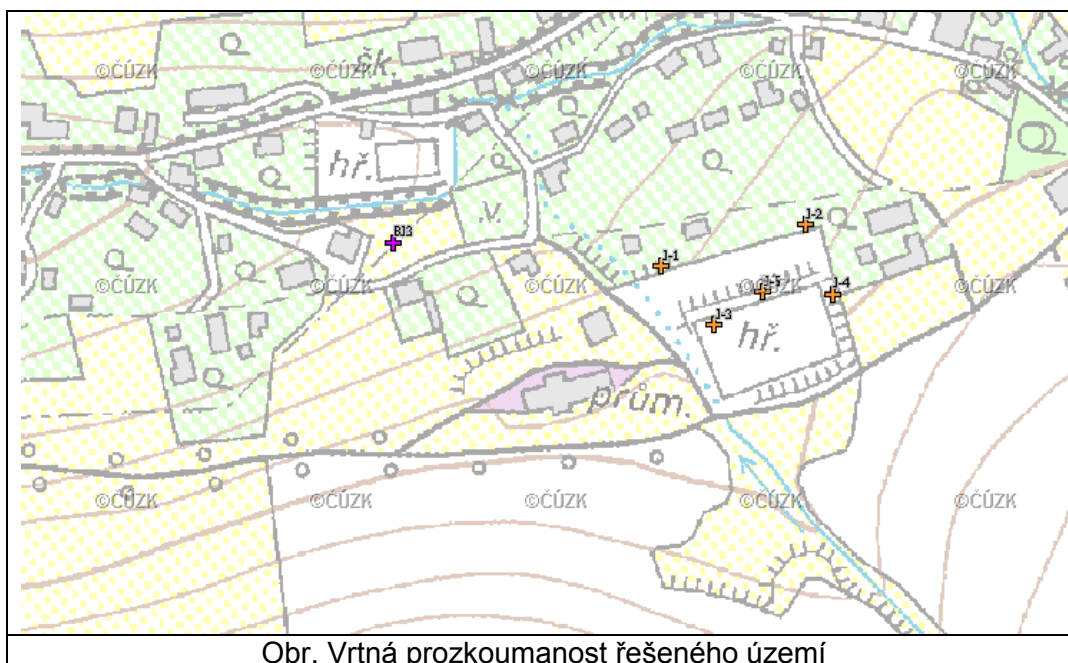 ©ČÚZK ©ČÚZK šk. ©ČÚZK ©ČÚZK ©ČÚZK
hř.
v.
J-2
BJ3
J-1
©ČÚZK ©ČÚZK ©ČÚZK ©ČÚZK J-4 ©ČÚZK
J-3
hř.
prům.
©ČÚZK ©ČÚZK ©ČÚZK ©ČÚZK ©ČÚZK
Obr. Vrtná prozkoumanost řešeného území